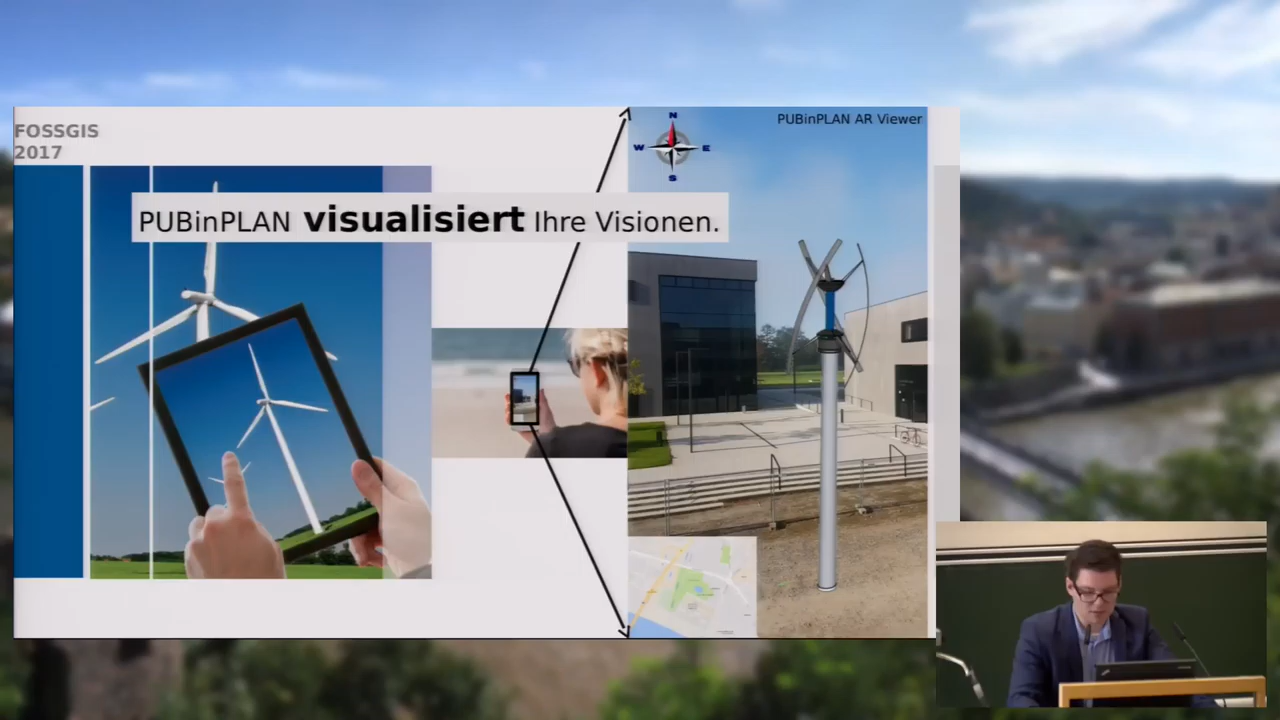 FOSSGIS
2017
PUBinPLAN AR Viewer
N
W E
S
PUBinPLAN visualisiert Ihre Visionen.